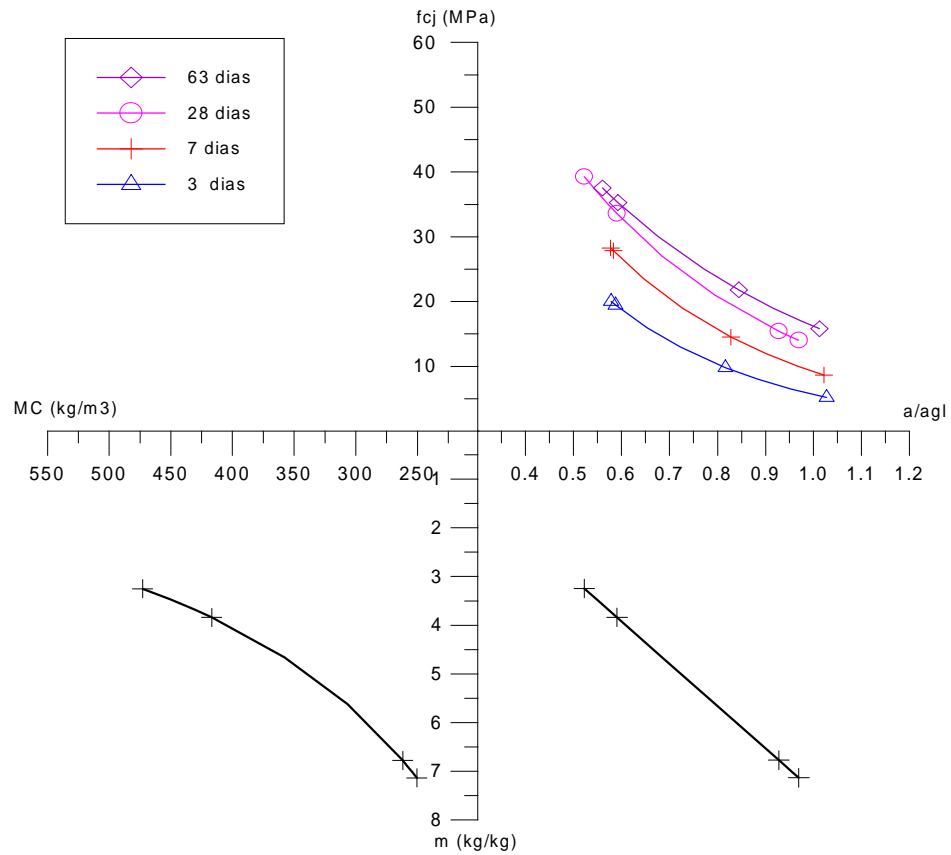 fcj (MPa)
60
63 dias
50
28 dias
7 dias
40
3 dias
30
20
10
MC (kg/m3)
a/agl
550 500 450 400 350 300 250 0.4 0.5 0.6 0.7 0.8 0.9 1.0 1.1 1.2
1
2
3
4
5
6
7
8
m (kg/kg)